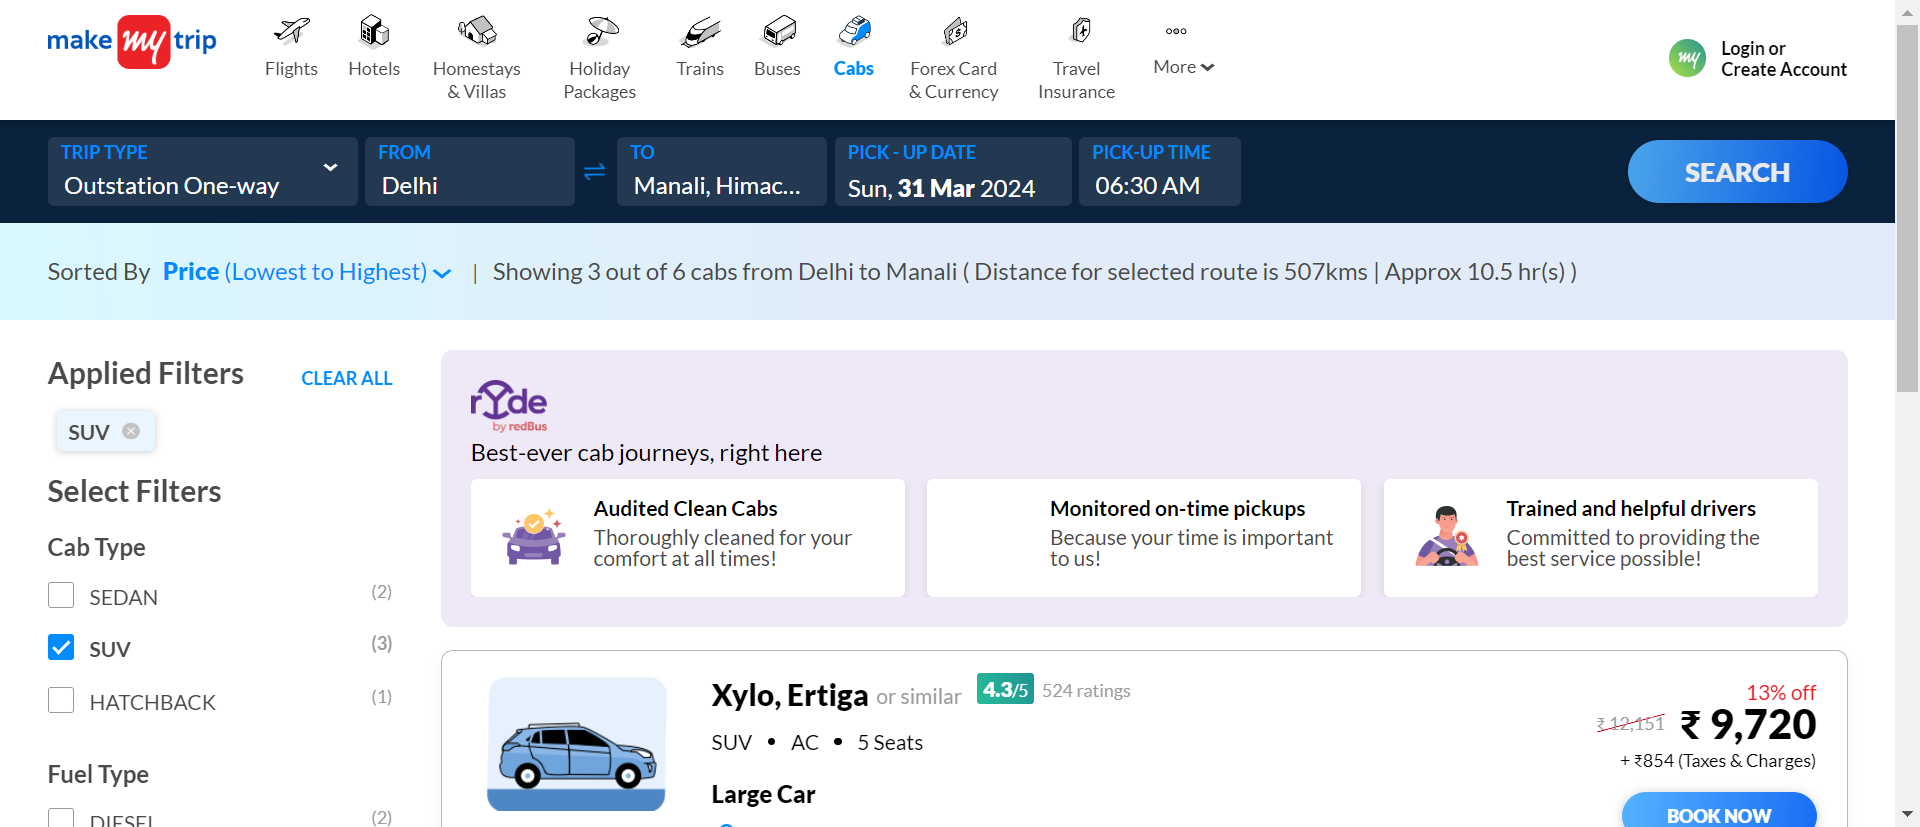 make my trip
Flights
Hotels
Homestays
& Villas
Holiday
Packages
Trains
Buses
Cabs
Forex Card
& Currency
Travel
Insurance
More
my
Login or
Create Account
TRIP TYPE
Outstation One-way
FROM
Delhi
TO
Manali, Himac...
PICK - UP DATE
Sun, 31 Mar 2024
PICK-UP TIME
06:30 AM
SEARCH
Sorted By Price (Lowest to Highest) | Showing 3 out of 6 cabs from Delhi to Manali ( Distance for selected route is 507kms | Approx 10.5 hr(s) )
Applied Filters
CLEAR ALL
SUV
Select Filters
Cab Type
SEDAN (2)
SUV (3)
HATCHBACK (1)
Fuel Type
DIESEL (2)
rYde
by redBus
Best-ever cab journeys, right here
Audited Clean Cabs
Thoroughly cleaned for your
comfort at all times!
Monitored on-time pickups
Because your time is important
to us!
Trained and helpful drivers
Committed to providing the
best service possible!
Xylo, Ertiga or similar 4.3/5 524 ratings
SUV • AC • 5 Seats
Large Car
13% off
₹ 12,151 ₹ 9,720
+ ₹854 (Taxes & Charges)
BOOK NOW